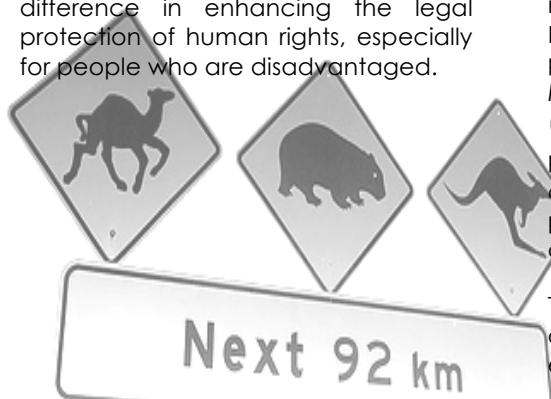 difference in enhancing the legal
protection of human rights, especially
for people who are disadvantaged.
Next 92 km